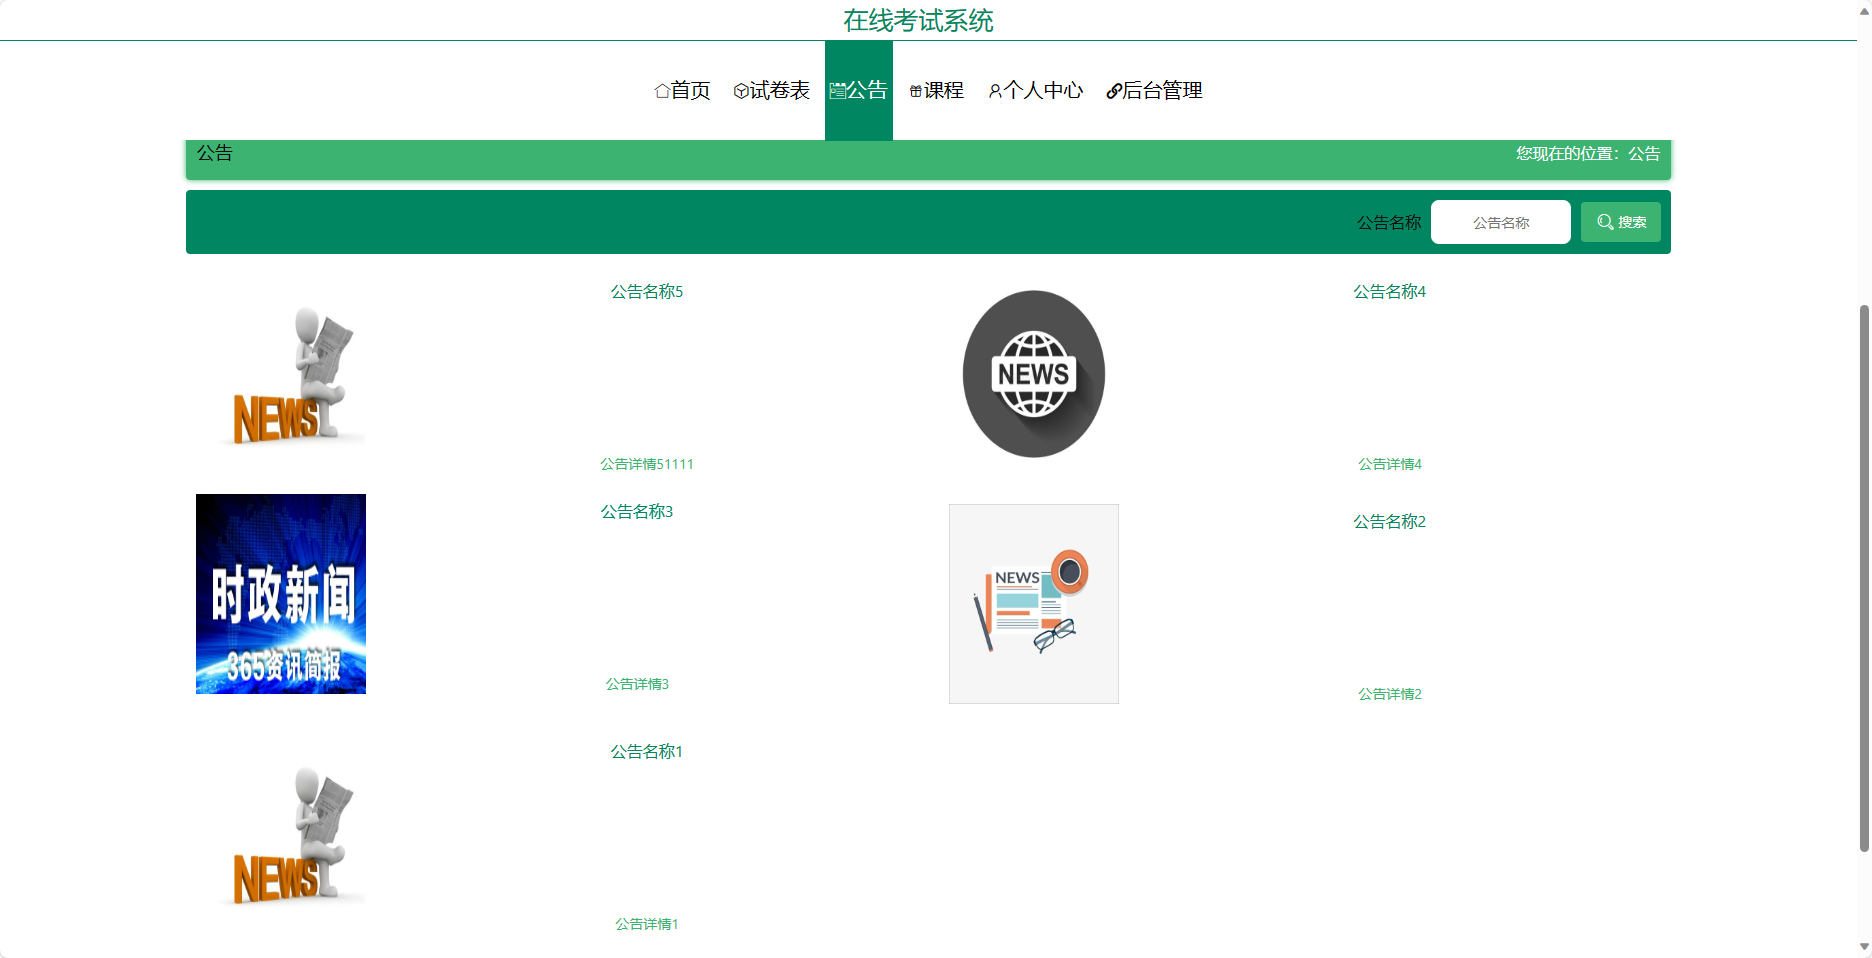 在线考试系统
首页 试卷表 公告 课程 个人中心 后台管理
公告 您现在的位置：公告
公告名称 公告名称 搜索
公告名称5
NEWS
公告详情51111
公告名称4
NEWS
公告详情4
时政新闻
365资讯简报
公告名称3
公告详情3
NEWS
公告名称2
公告详情2
公告名称1
NEWS
公告详情1